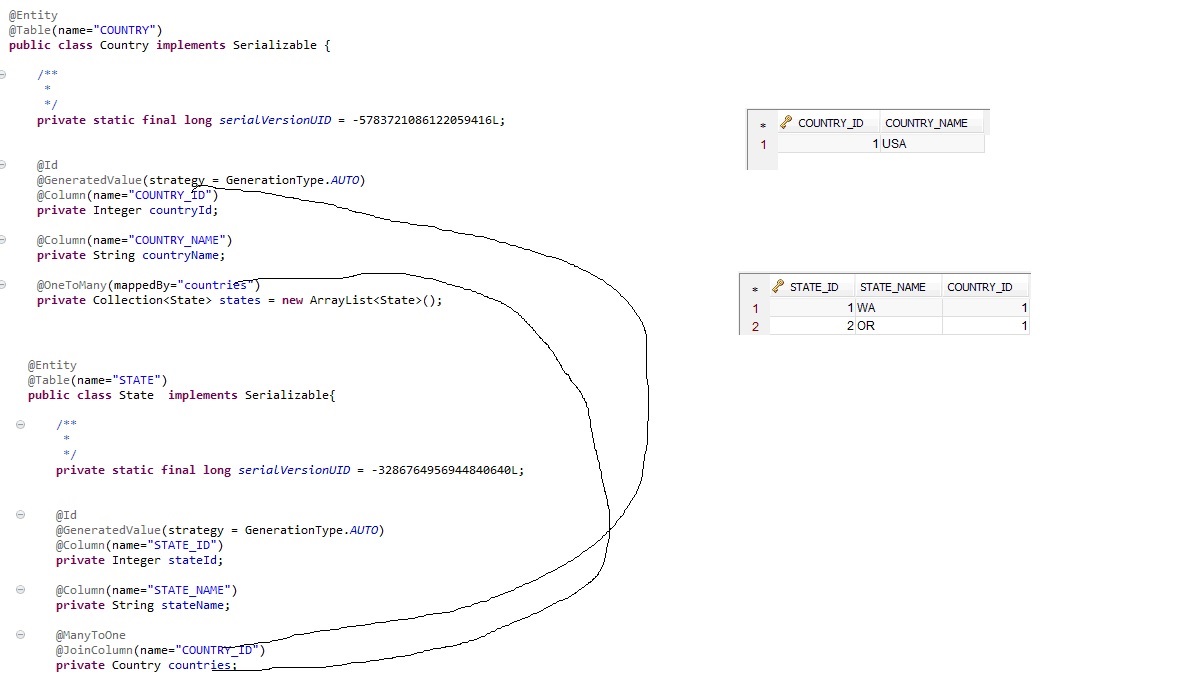 @Entity
@Table(name="COUNTRY")
public class Country implements Serializable {
/**
*
*/
private static final long serialVersionUID = -5783721086122059416L;
@Id
@GeneratedValue(strategy = GenerationType.AUTO)
@Column(name="COUNTRY_ID")
private Integer countryId;
@Column(name="COUNTRY_NAME")
private String countryName;
@OneToMany(mappedBy="countries")
private Collection<State> states = new ArrayList<State>();
@Entity
@Table(name="STATE")
public class State  implements Serializable{
/**
*
*/
private static final long serialVersionUID = -3286764956944840640L;
@Id
@GeneratedValue(strategy = GenerationType.AUTO)
@Column(name="STATE_ID")
private Integer stateId;
@Column(name="STATE_NAME")
private String stateName;
@ManyToOne
@JoinColumn(name="COUNTRY_ID")
private Country countries;
* COUNTRY_ID COUNTRY_NAME
1 1 USA
* STATE_ID STATE_NAME COUNTRY_ID
1 1 WA 1
2 2 OR 1